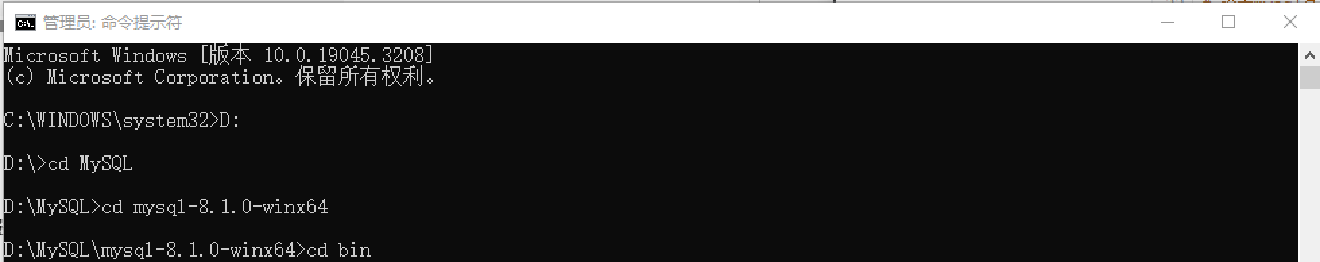 管理员: 命令提示符
Microsoft Windows [版本 10.0.19045.3208]
(c) Microsoft Corporation。保留所有权利。
C:\WINDOWS\system32>D:
D:\>cd MySQL
D:\MySQL>cd mysql-8.1.0-winx64
D:\MySQL\mysql-8.1.0-winx64>cd bin